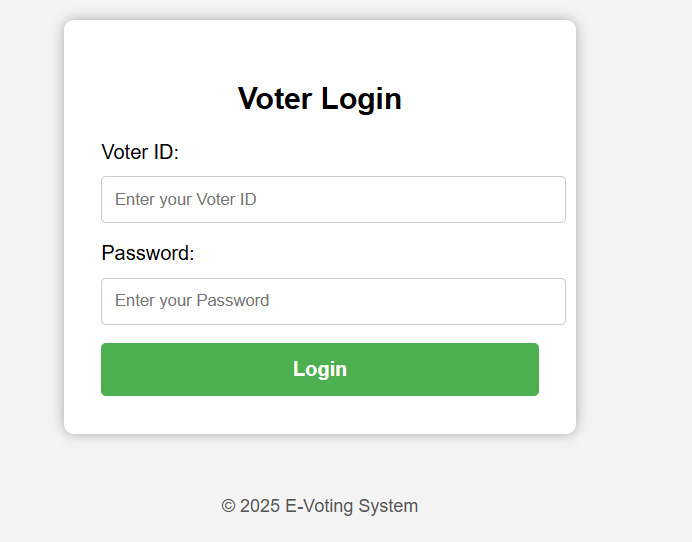 Voter Login
Voter ID:
Enter your Voter ID
Password:
Enter your Password
Login
© 2025 E-Voting System